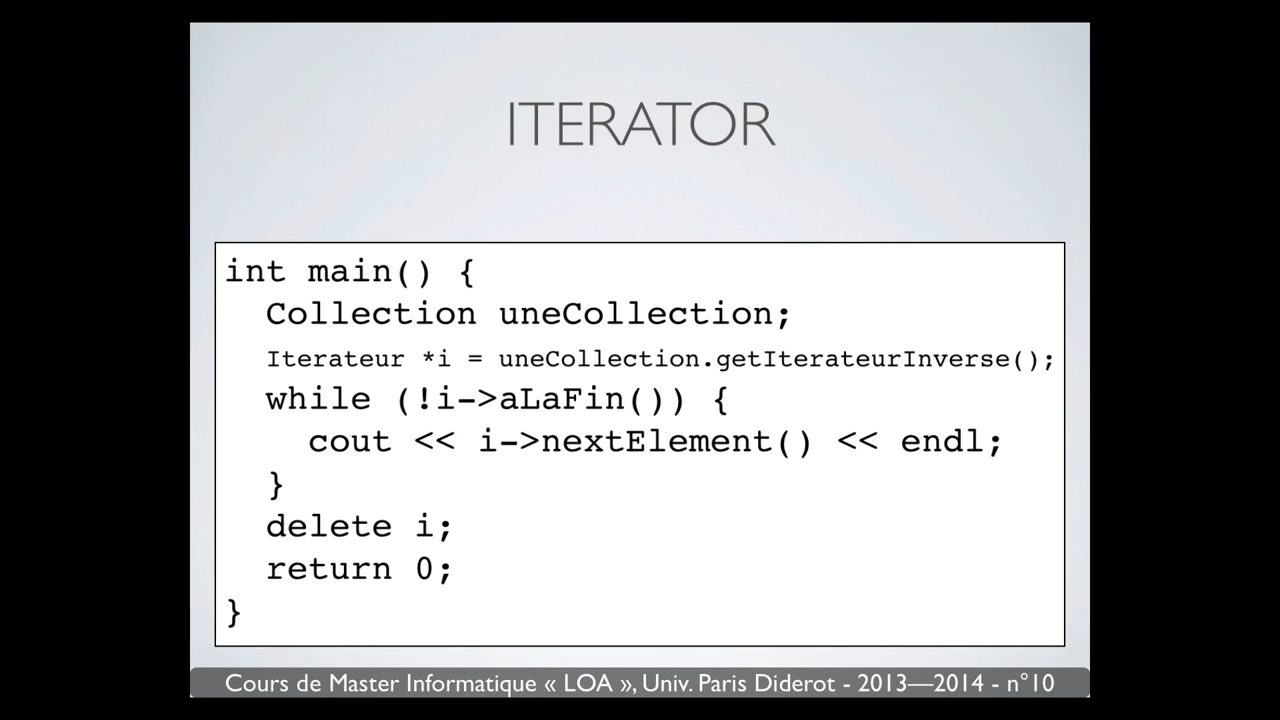 ITERATOR
int main() {
Collection uneCollection;
Iterateur *i = uneCollection.getIterateurInverse();
while (!i->aLaFin()) {
cout << i->nextElement() << endl;
}
delete i;
return 0;
}
Cours de Master Informatique « LOA », Univ. Paris Diderot - 2013—2014 - n°10